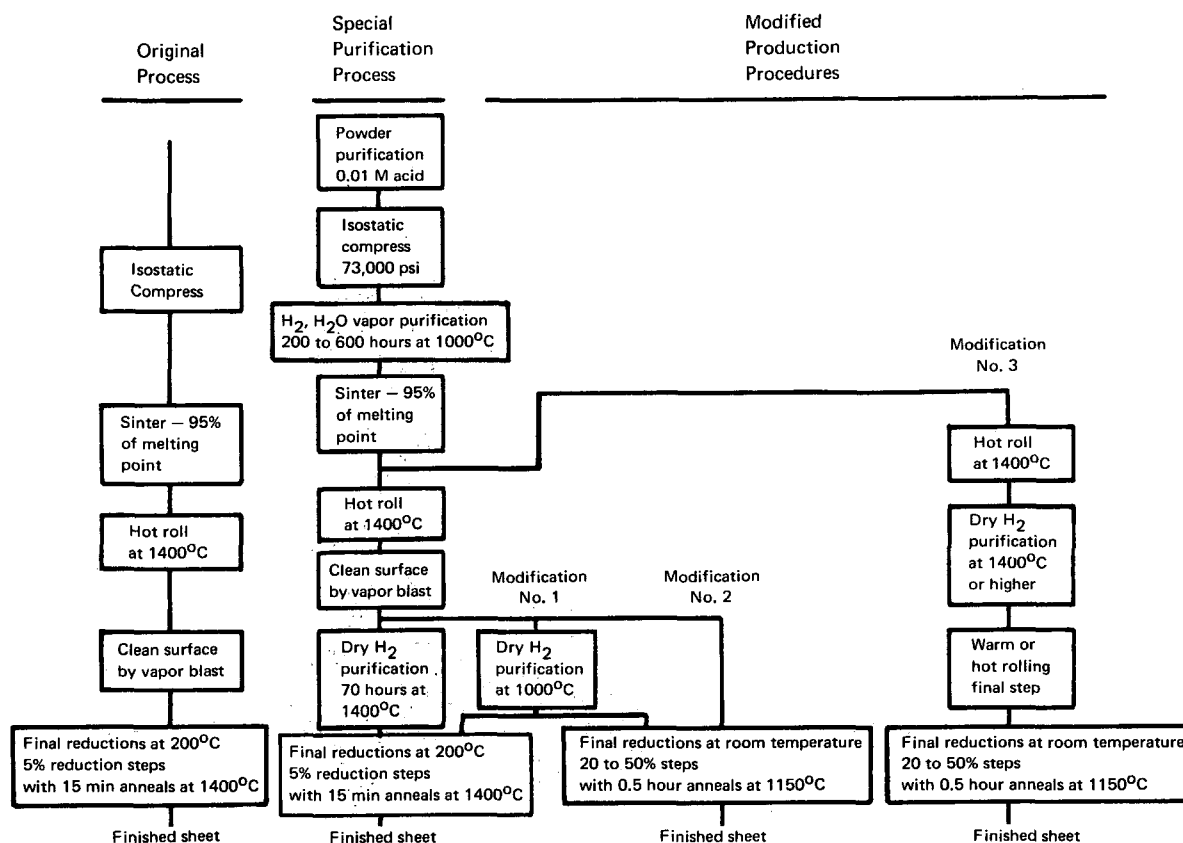 Original
Process
Special
Purification
Process
Modified
Production
Procedures
Isostatic
Compress
Sinter – 95%
of melting
point
Hot roll
at 1400°C
Clean surface
by vapor blast
Final reductions at 200°C
5% reduction steps
with 15 min anneals at 1400°C
Finished sheet
Powder
purification
0.01 M acid
Isostatic
compress
73,000 psi
H2, H2O vapor purification
200 to 600 hours at 1000°C
Sinter – 95%
of melting
point
Hot roll
at 1400°C
Clean surface
by vapor blast
Dry H2
purification
70 hours at
1400°C
Final reductions at 200°C
5% reduction steps
with 15 min anneals at 1400°C
Finished sheet
Modification
No. 1
Dry H2
purification
at 1000°C
Modification
No. 2
Final reductions at room temperature
20 to 50% steps
with 0.5 hour anneals at 1150°C
Finished sheet
Modification
No. 3
Hot roll
at 1400°C
Dry H2
purification
at 1400°C
or higher
Warm or
hot rolling
final step
Final reductions at room temperature
20 to 50% steps
with 0.5 hour anneals at 1150°C
Finished sheet